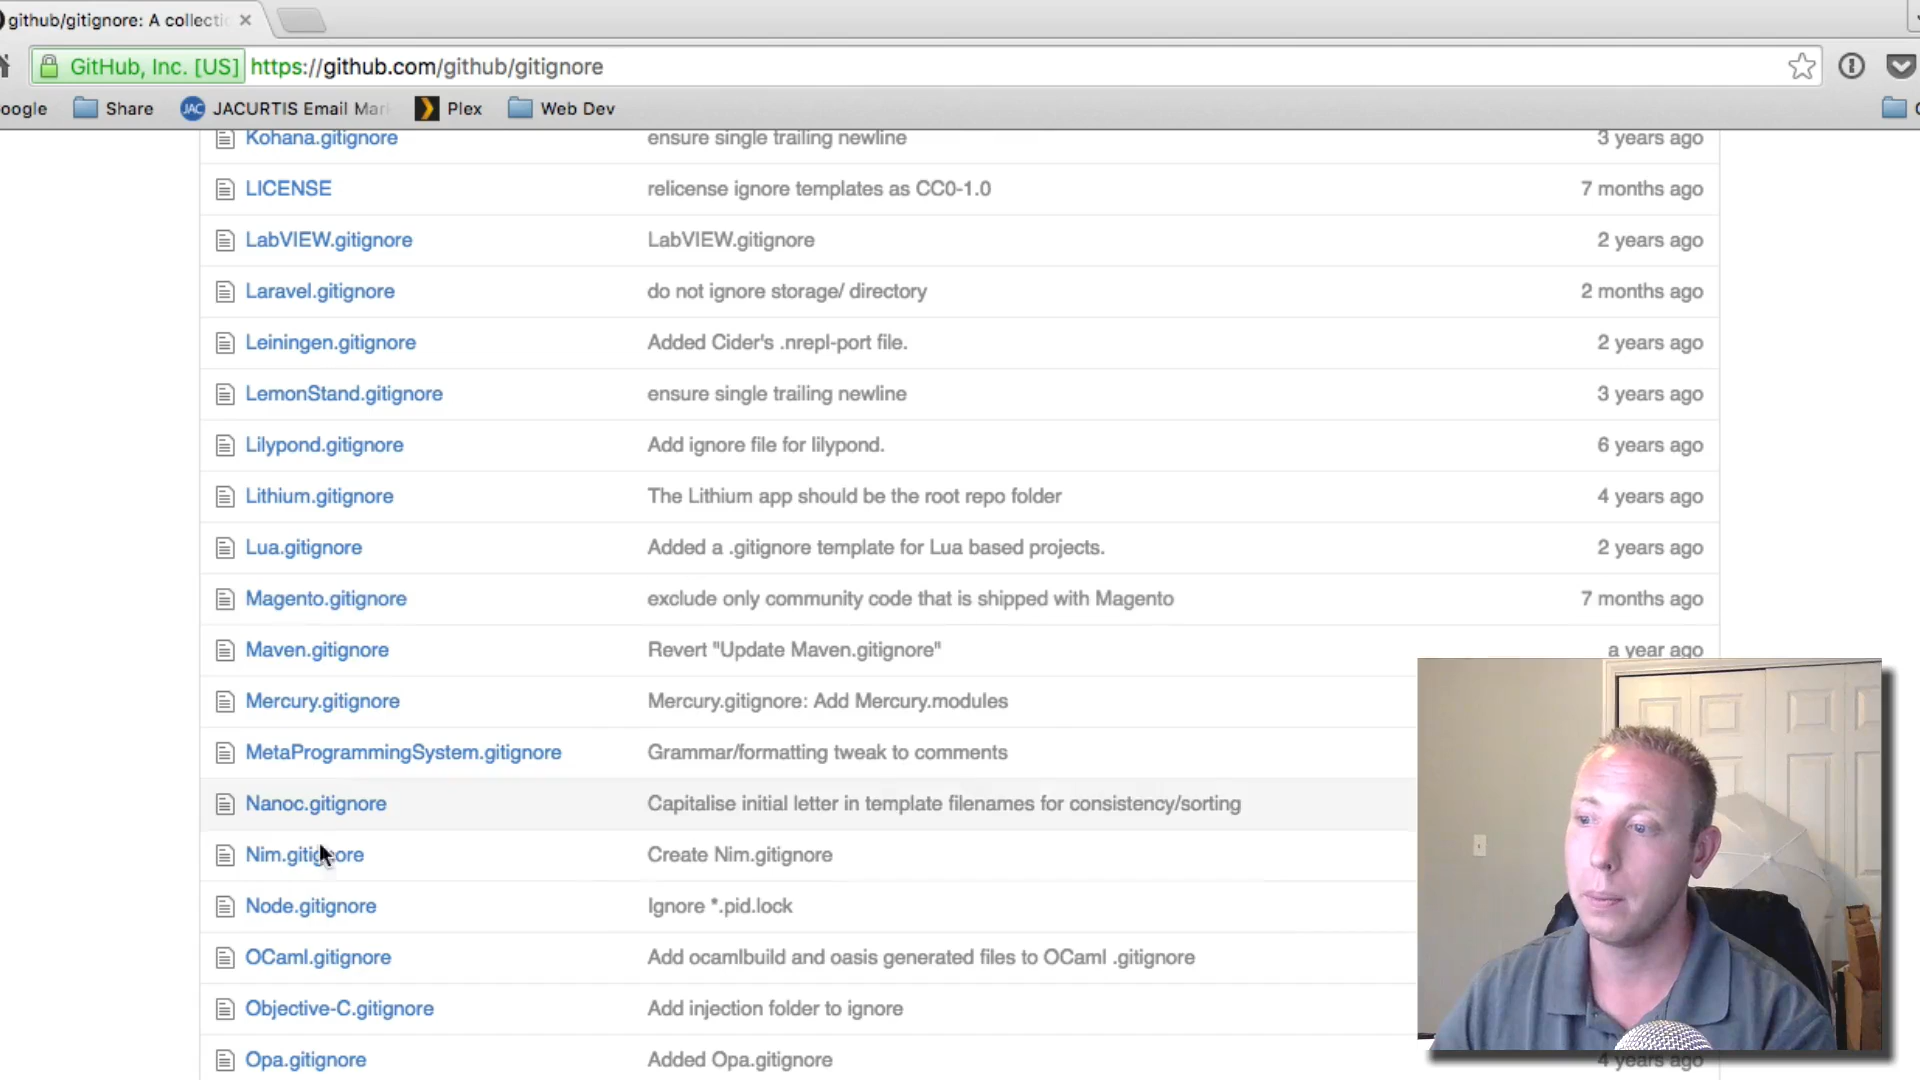 github/gitignore: A collecti
GitHub, Inc. [US] https://github.com/github/gitignore
oogle Share JAC JACURTIS Email Mar Plex Web Dev
Kohana.gitignore ensure single trailing newline 3 years ago
LICENSE relicense ignore templates as CC0-1.0 7 months ago
LabVIEW.gitignore LabVIEW.gitignore 2 years ago
Laravel.gitignore do not ignore storage/ directory 2 months ago
Leiningen.gitignore Added Cider's .nrepl-port file. 2 years ago
LemonStand.gitignore ensure single trailing newline 3 years ago
Lilypond.gitignore Add ignore file for lilypond. 6 years ago
Lithium.gitignore The Lithium app should be the root repo folder 4 years ago
Lua.gitignore Added a .gitignore template for Lua based projects. 2 years ago
Magento.gitignore exclude only community code that is shipped with Magento 7 months ago
Maven.gitignore Revert "Update Maven.gitignore" a year ago
Mercury.gitignore Mercury.gitignore: Add Mercury.modules
MetaProgrammingSystem.gitignore Grammar/formatting tweak to comments
Nanoc.gitignore Capitalise initial letter in template filenames for consistency/sorting
Nim.gitignore Create Nim.gitignore
Node.gitignore Ignore *.pid.lock
OCaml.gitignore Add ocamlbuild and oasis generated files to OCaml .gitignore
Objective-C.gitignore Add injection folder to ignore
Opa.gitignore Added Opa.gitignore 4 years ago